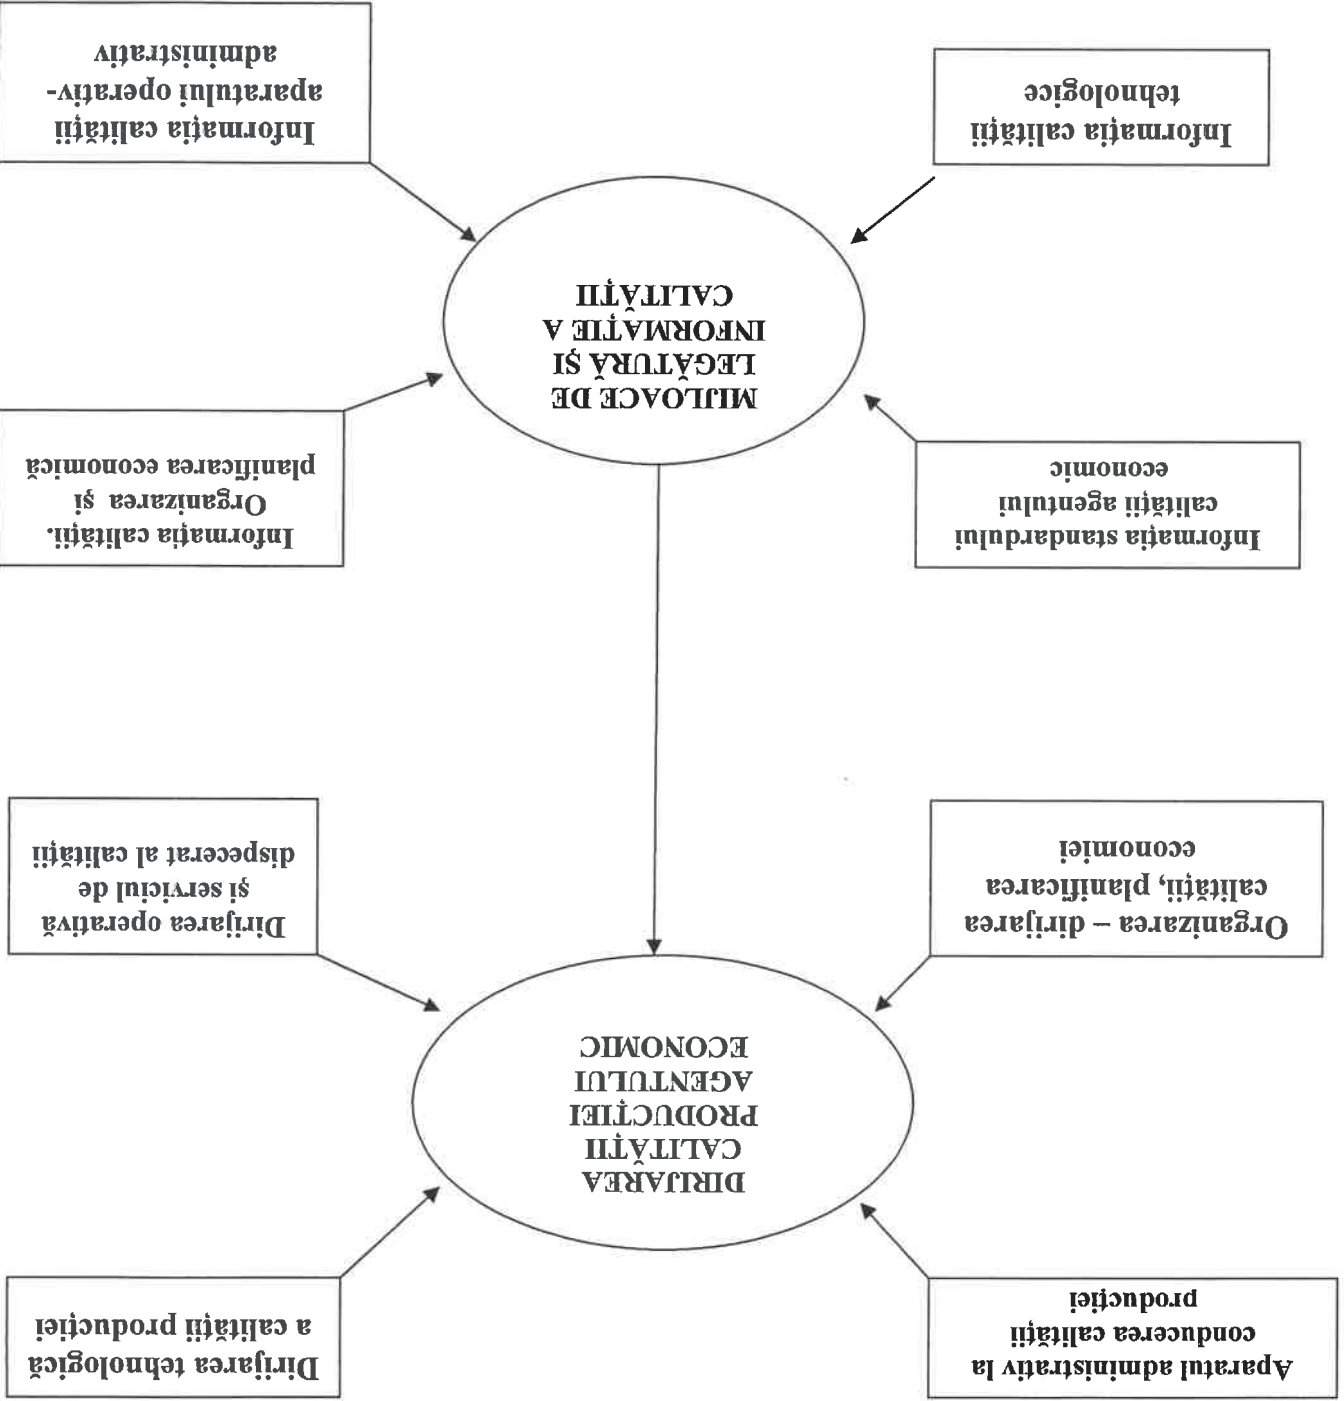 Aparatul administrativ la
conducerea calității
producției
Dirijarea tehnologică
a calității producției
DIRIJAREA
CALITĂȚII
PRODUCȚIEI
AGENTULUI
ECONOMIC
Organizarea – dirijarea
calității, planificarea
economiei
Dirijarea operativă
și serviciul de
dispecerat al calității
Informația standardului
calității agentului
economic
Informația calității.
Organizarea și
planificarea economică
MIJLOACE DE
LEGĂTURĂ ȘI
INFORMAȚIE A
CALITĂȚII
Informația calității
tehnologice
Informația calității
aparatului operativ-
administrativ